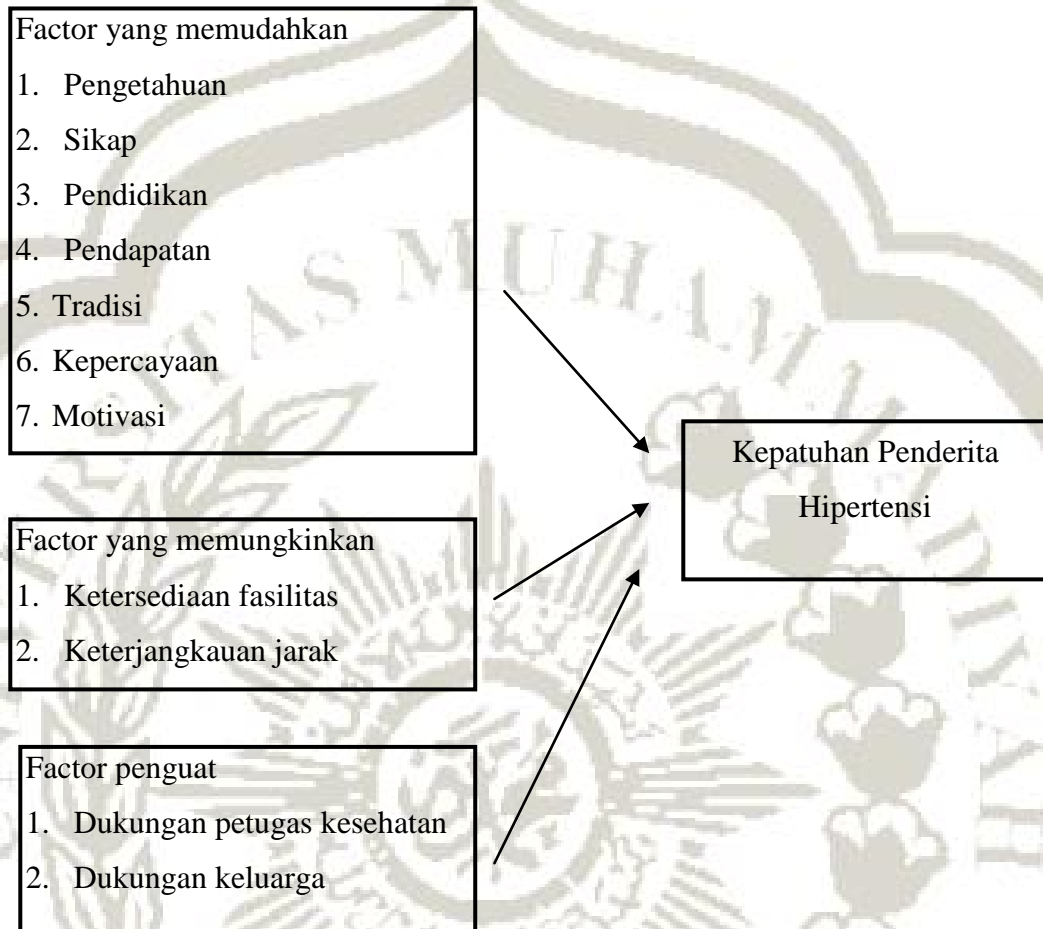 Factor yang memudahkan
1. Pengetahuan
2. Sikap
3. Pendidikan
4. Pendapatan
5. Tradisi
6. Kepercayaan
7. Motivasi
Factor yang memungkinkan
1. Ketersediaan fasilitas
2. Keterjangkauan jarak
Factor penguat
1. Dukungan petugas kesehatan
2. Dukungan keluarga
Kepatuhan Penderita
Hipertensi